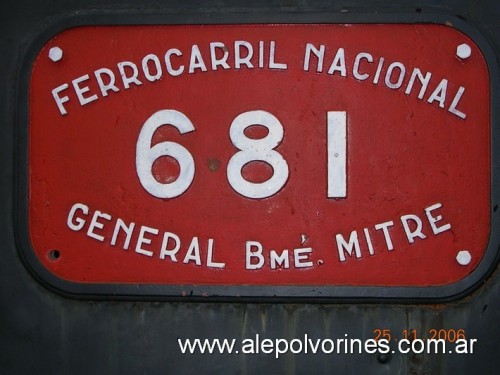 FERROCARRIL NACIONAL
681
GENERAL BMÉ. MITRE
25 11 2006
www.alepolvorines.com.ar